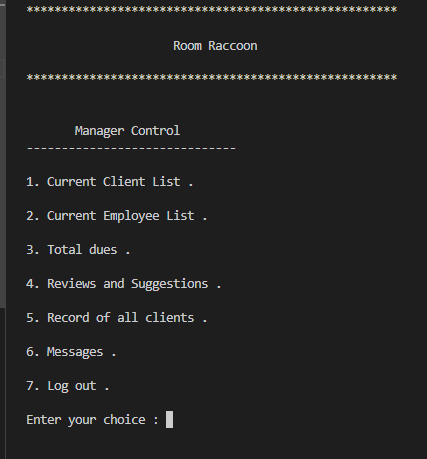 *****************************************************
Room Raccoon
*****************************************************
Manager Control
------------------------------
1. Current Client List .
2. Current Employee List .
3. Total dues .
4. Reviews and Suggestions .
5. Record of all clients .
6. Messages .
7. Log out .
Enter your choice :